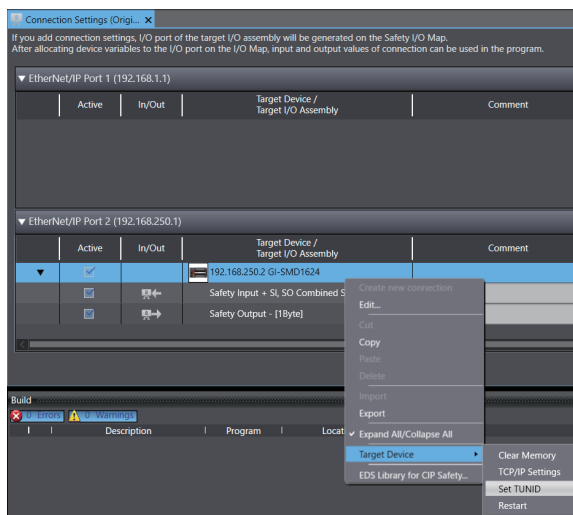 Connection Settings (Origi... X
If you add connection settings, I/O port of the target I/O assembly will be generated on the Safety I/O Map.
After allocating device variables to the I/O port on the I/O Map, input and output values of connection can be used in the program.
▼ EtherNet/IP Port 1 (192.168.1.1)
Active In/Out Target Device / Comment
Target I/O Assembly
▼ EtherNet/IP Port 2 (192.168.250.1)
Active In/Out Target Device / Comment
Target I/O Assembly
▼ 192.168.250.2 GI-SMD1624
Safety Input + SI, SO Combined S
Safety Output - [1Byte]
Create new connection
Edit...
Cut
Copy
Paste
Delete
Import
Export
✓ Expand All/Collapse All
Target Device
EDS Library for CIP Safety...
Clear Memory
TCP/IP Settings
Set TUNID
Restart
Build
0 Errors 0 Warnings
I I Description I Program I Locat